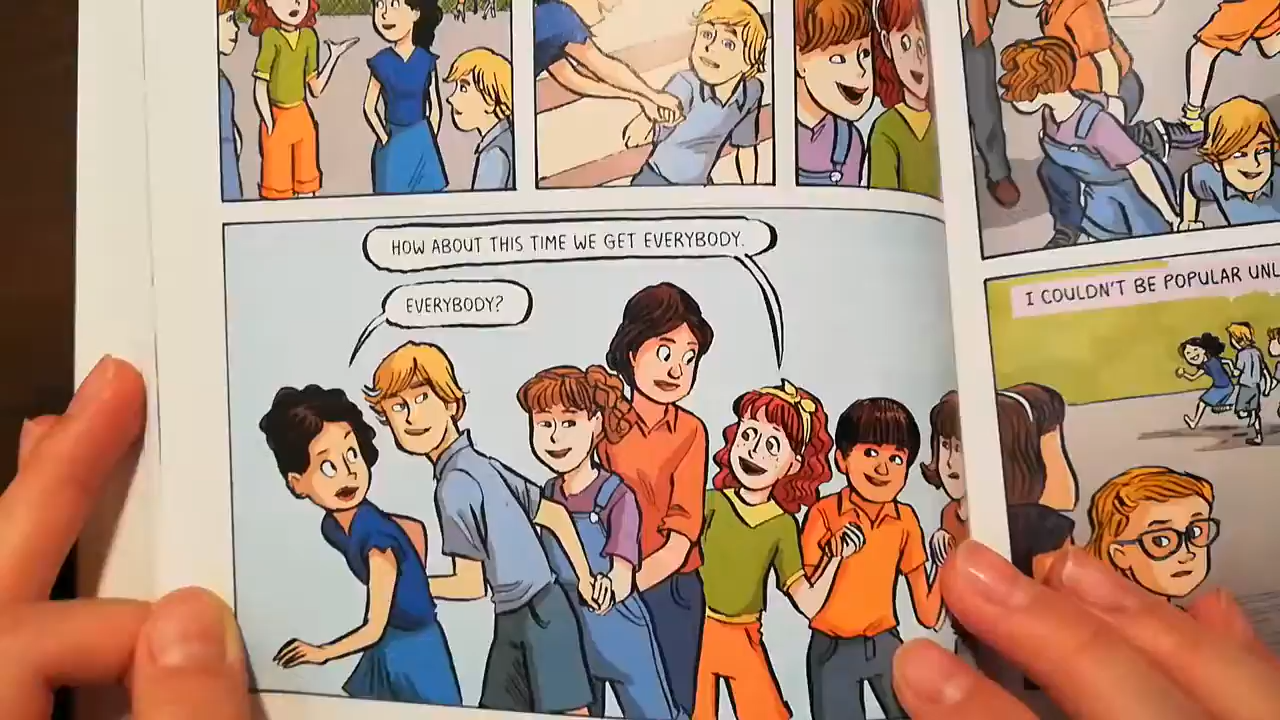 HOW ABOUT THIS TIME WE GET EVERYBODY.
EVERYBODY?
I COULDN'T BE POPULAR